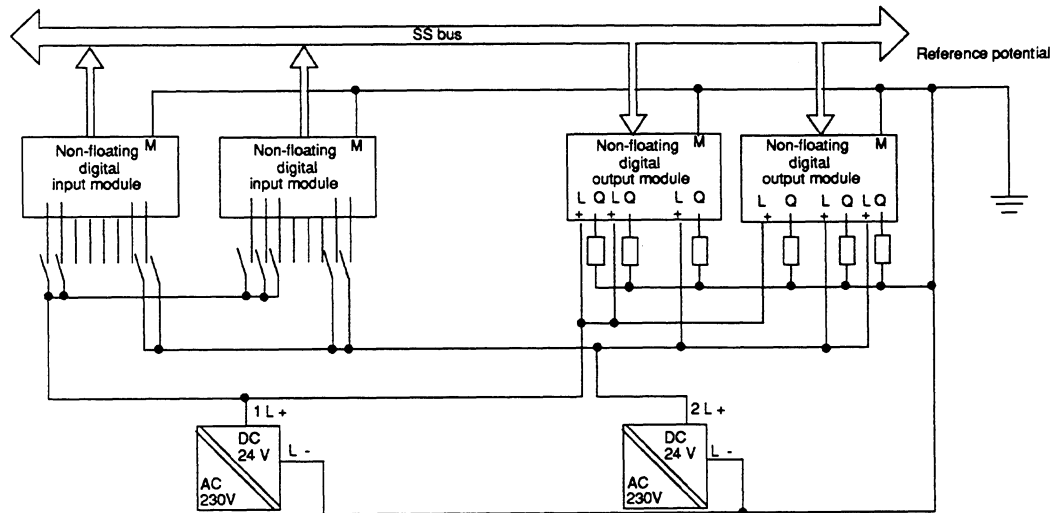 SS bus
Reference potential
M
Non-floating
digital
input module
M
Non-floating
digital
input module
M
Non-floating
digital
output module
L Q L Q L Q
+ + +
M
Non-floating
digital
output module
L Q L Q L Q
+ + +
1 L +
DC
24 V
L -
AC
230V
2 L +
DC
24 V
L -
AC
230V